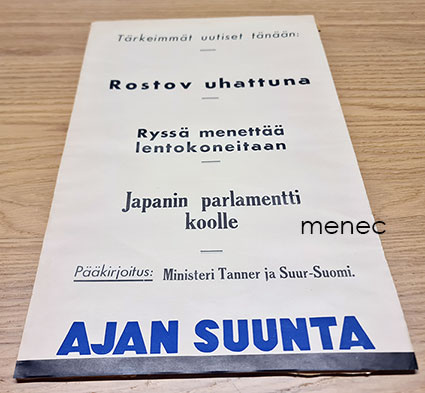 Tärkeimmät uutiset tänään:
Rostov uhattuna
Ryssä menettää
lentokoneitaan
Japanin parlamentti
koolle
menec
Pääkirjoitus: Ministeri Tanner ja Suur-Suomi.
AJAN SUUNTA